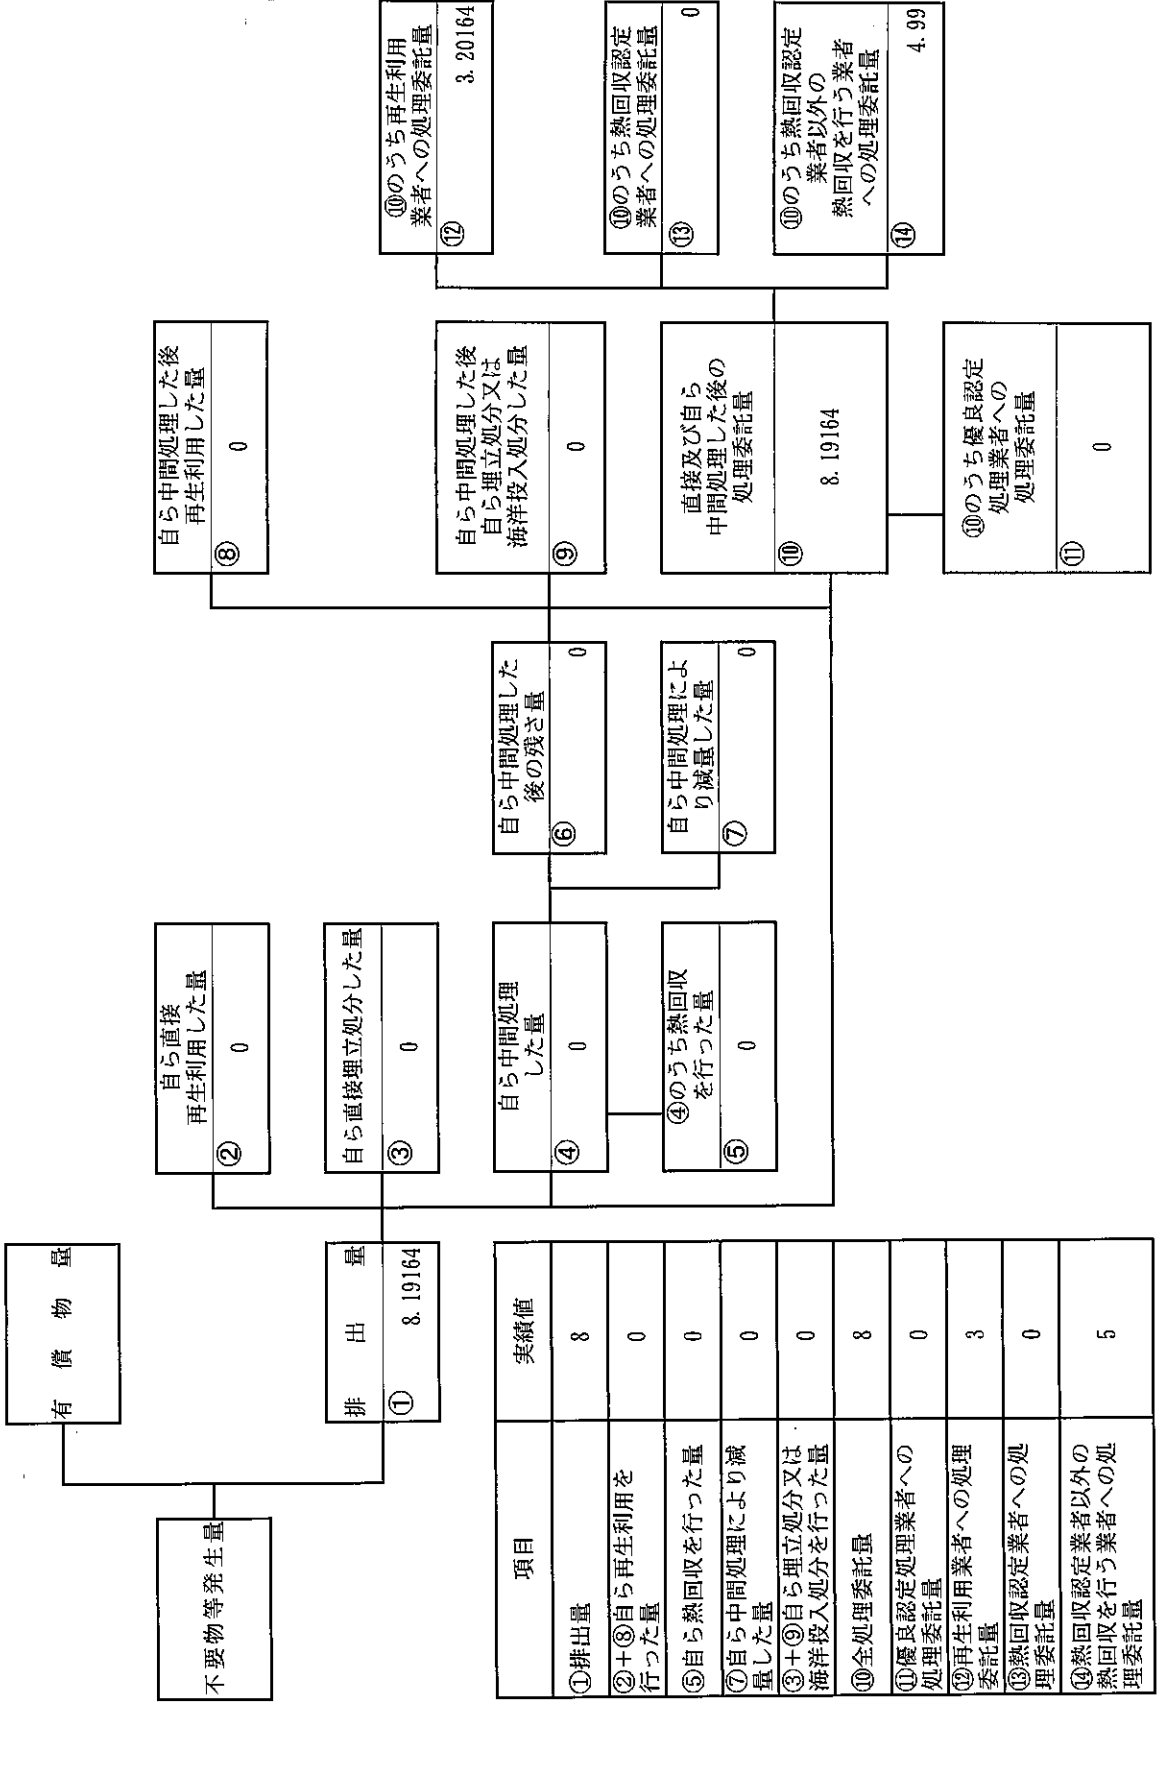 不要物等発生量
有償物量
排出量
① 8.19164
自ら直接
再生利用した量
② 0
自ら直接埋立処分した量
③ 0
自ら中間処理
した量
④ 0
④のうち熱回収
を行った量
⑤ 0
自ら中間処理した
後の残さ量
⑥ 0
自ら中間処理によ
り減量した量
⑦ 0
自ら中間処理した後
再生利用した量
⑧ 0
自ら中間処理した後
自ら埋立処分又は
海洋投入処分した量
⑨ 0
直接及び自ら
中間処理した後の
処理委託量
⑩ 8.19164
⑩のうち優良認定
処理業者への
処理委託量
⑪ 0
⑩のうち再生利用
業者への処理委託量
⑫ 3.20164
⑩のうち熱回収認定
業者への処理委託量
⑬ 0
⑩のうち熱回収認定
業者以外の
熱回収を行う業者
への処理委託量
⑭ 4.99
項目 実績値
①排出量 8
②+⑧自ら再生利用を
行った量 0
⑤自ら熱回収を行った量 0
⑦自ら中間処理により減
量した量 0
③+⑨自ら埋立処分又は
海洋投入処分を行った量 0
⑩全処理委託量 8
⑪優良認定処理業者への
処理委託量 0
⑫再生利用業者への処理
委託量 3
⑬熱回収認定業者への処
理委託量 0
⑭熱回収認定業者以外の
熱回収を行う業者への処
理委託量 5